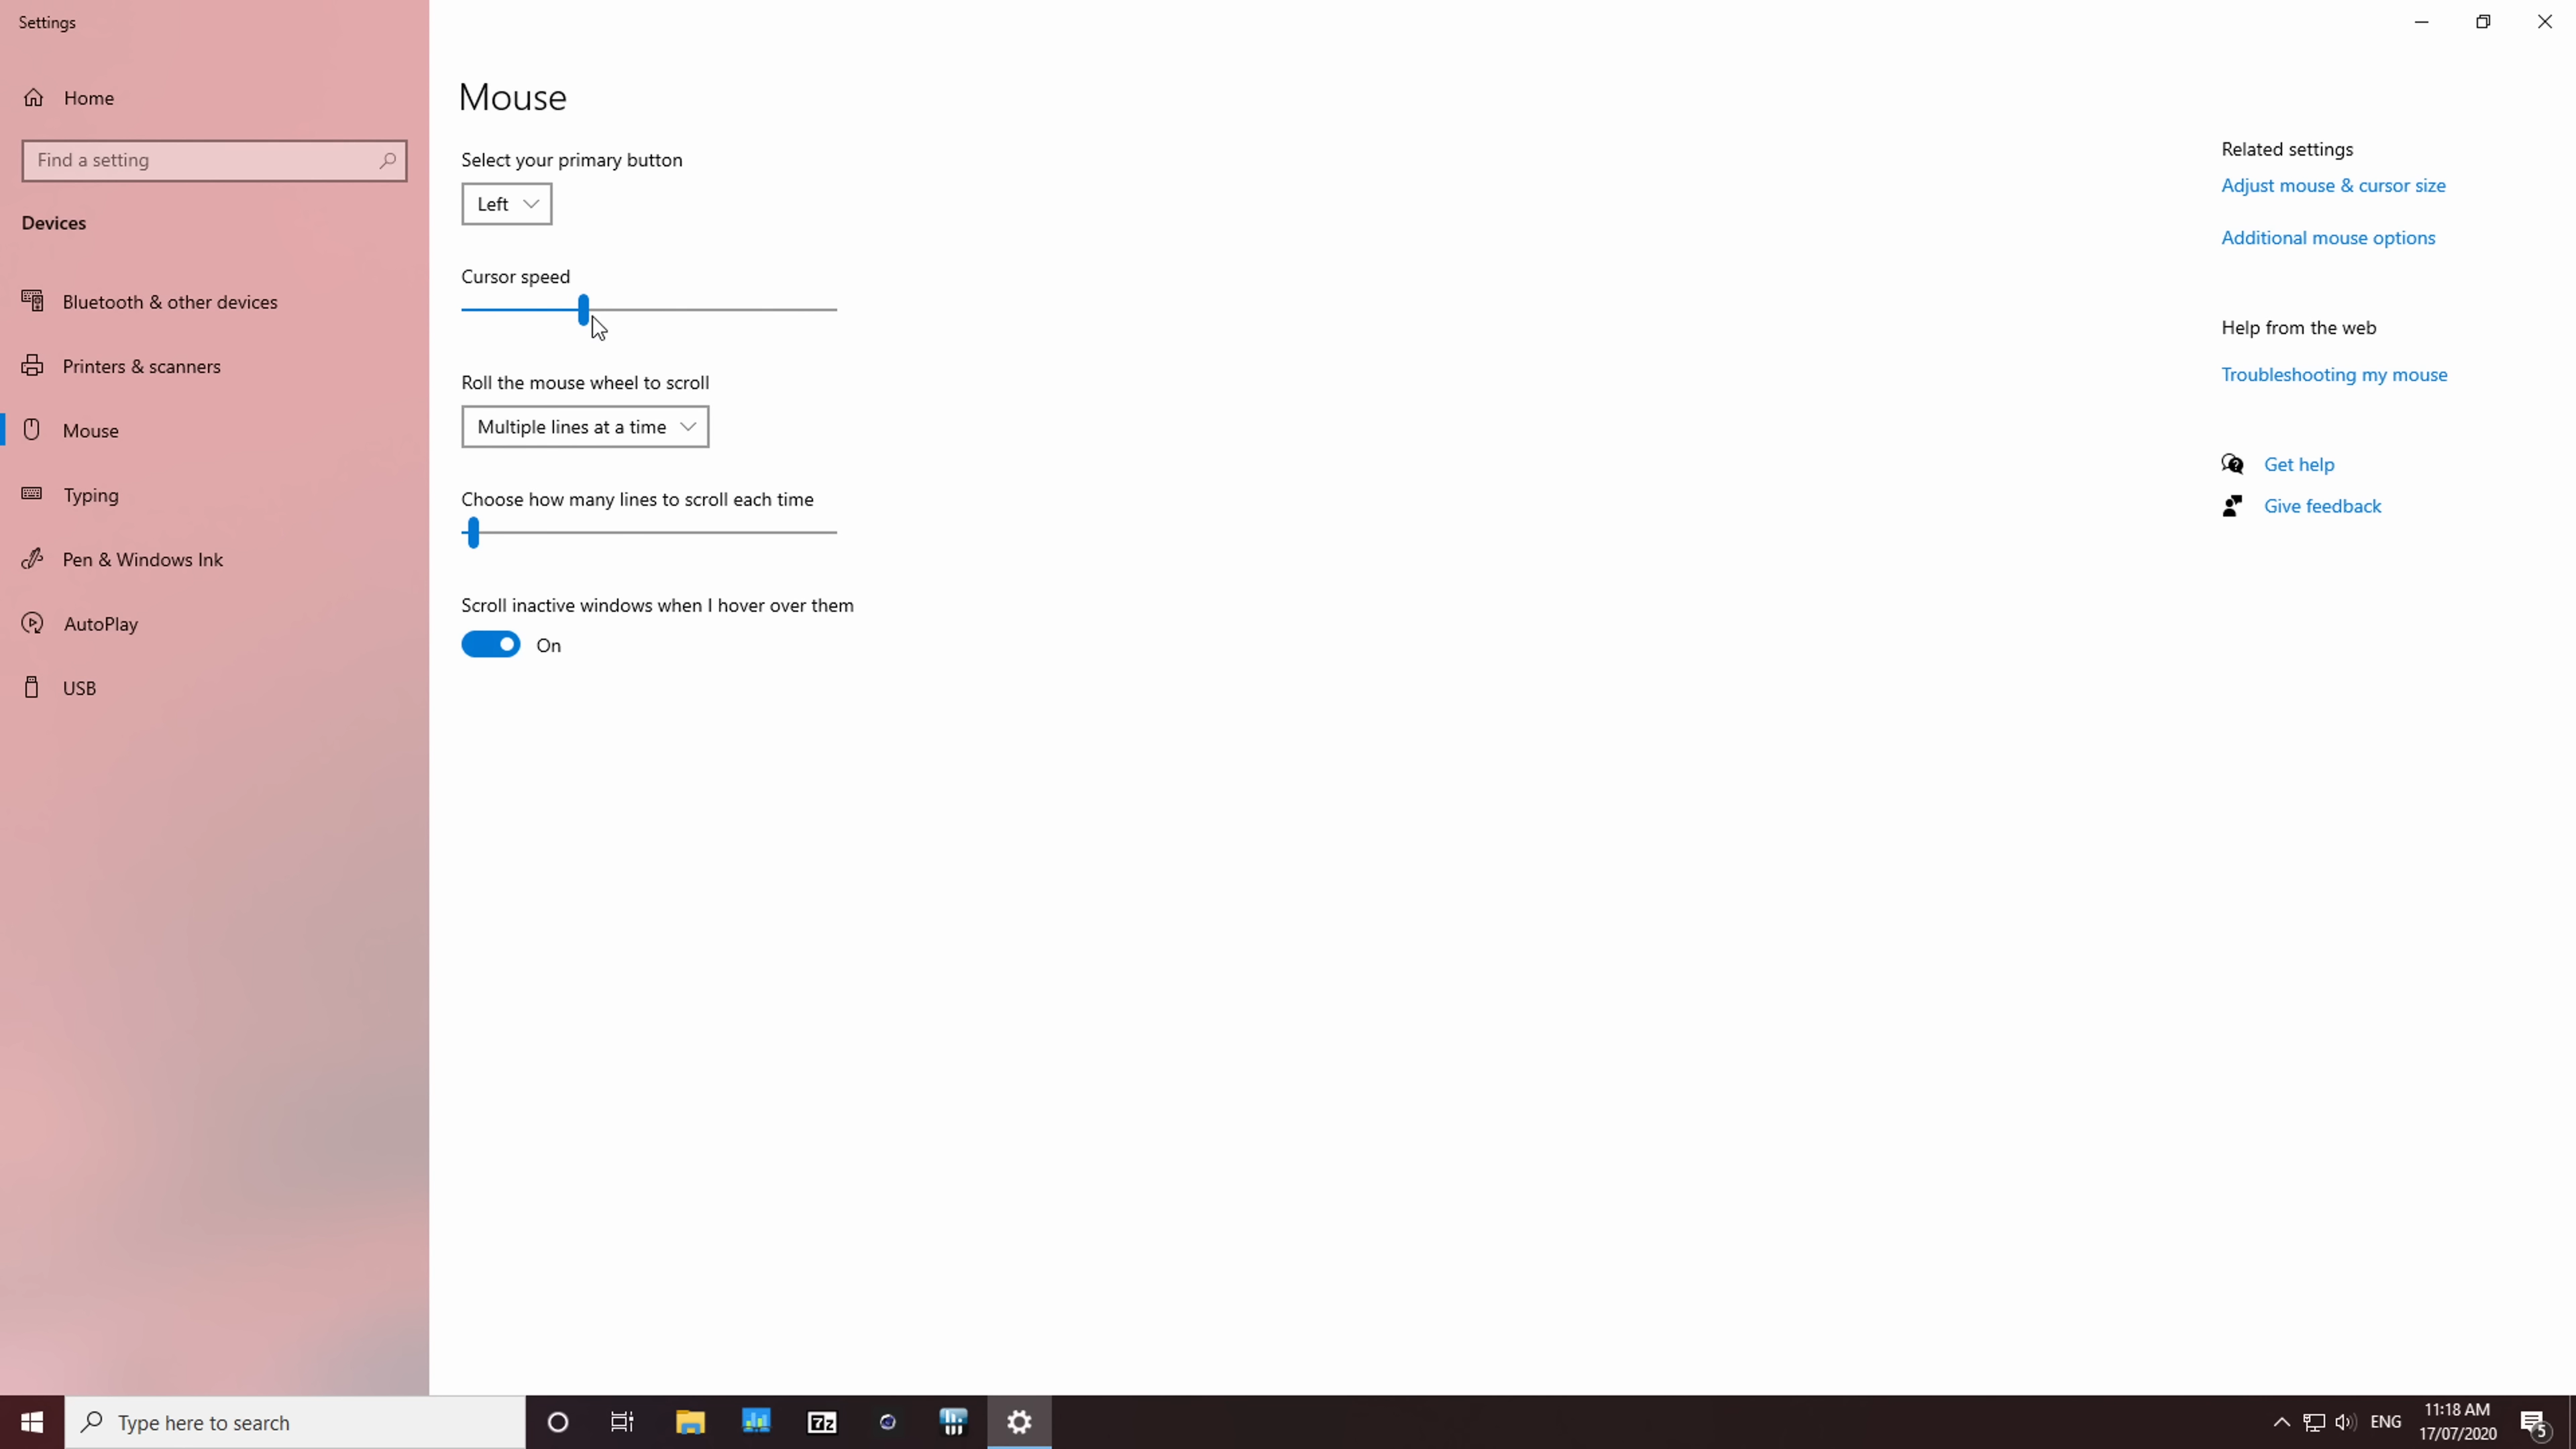 Settings
Home
Find a setting
Devices
Bluetooth & other devices
Printers & scanners
Mouse
Typing
Pen & Windows Ink
AutoPlay
USB
Mouse
Select your primary button
Left
Cursor speed
Roll the mouse wheel to scroll
Multiple lines at a time
Choose how many lines to scroll each time
Scroll inactive windows when I hover over them
On
Related settings
Adjust mouse & cursor size
Additional mouse options
Help from the web
Troubleshooting my mouse
Get help
Give feedback
Type here to search
7z
ENG
11:18 AM
17/07/2020
5